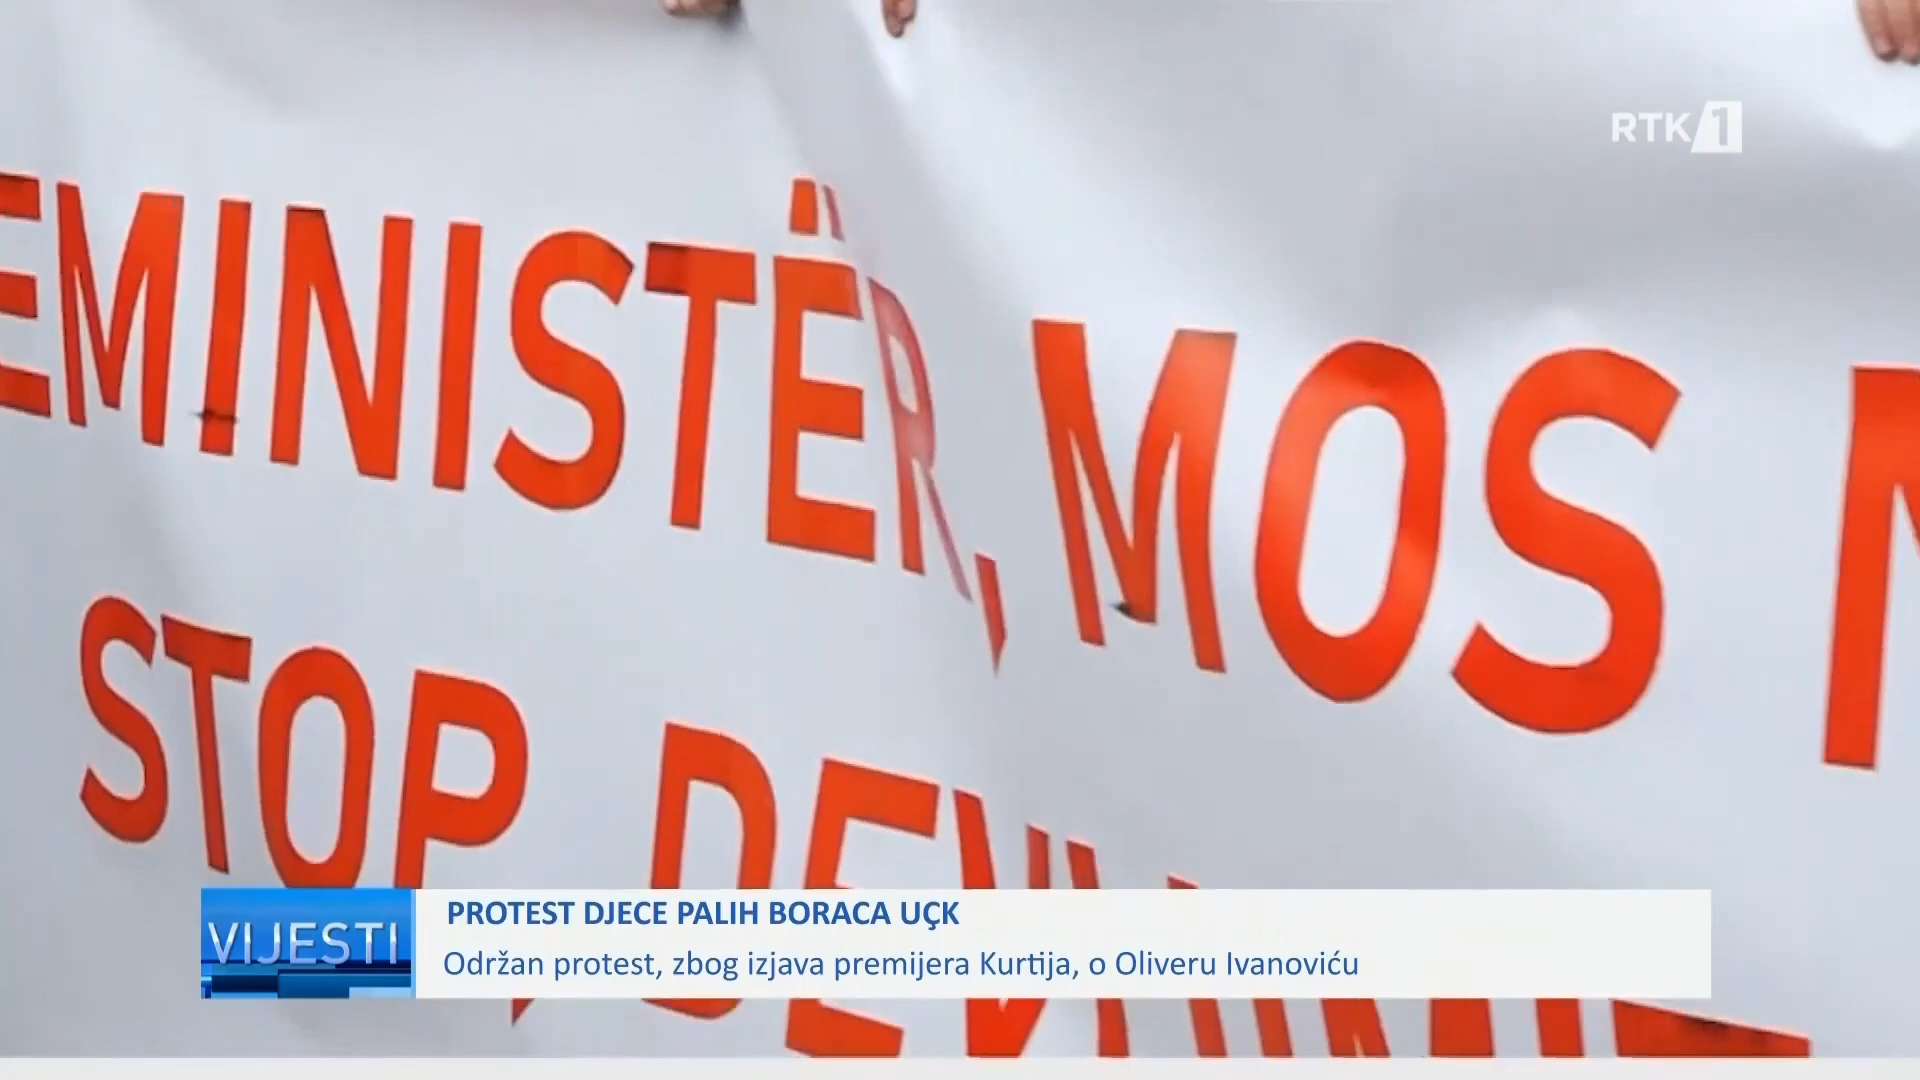 RTK 1
EMINISTËR, MOS
STOP
VIJESTI
PROTEST DJECE PALIH BORACA UÇK
Održan protest, zbog izjava premijera Kurtija, o Oliveru Ivanoviću